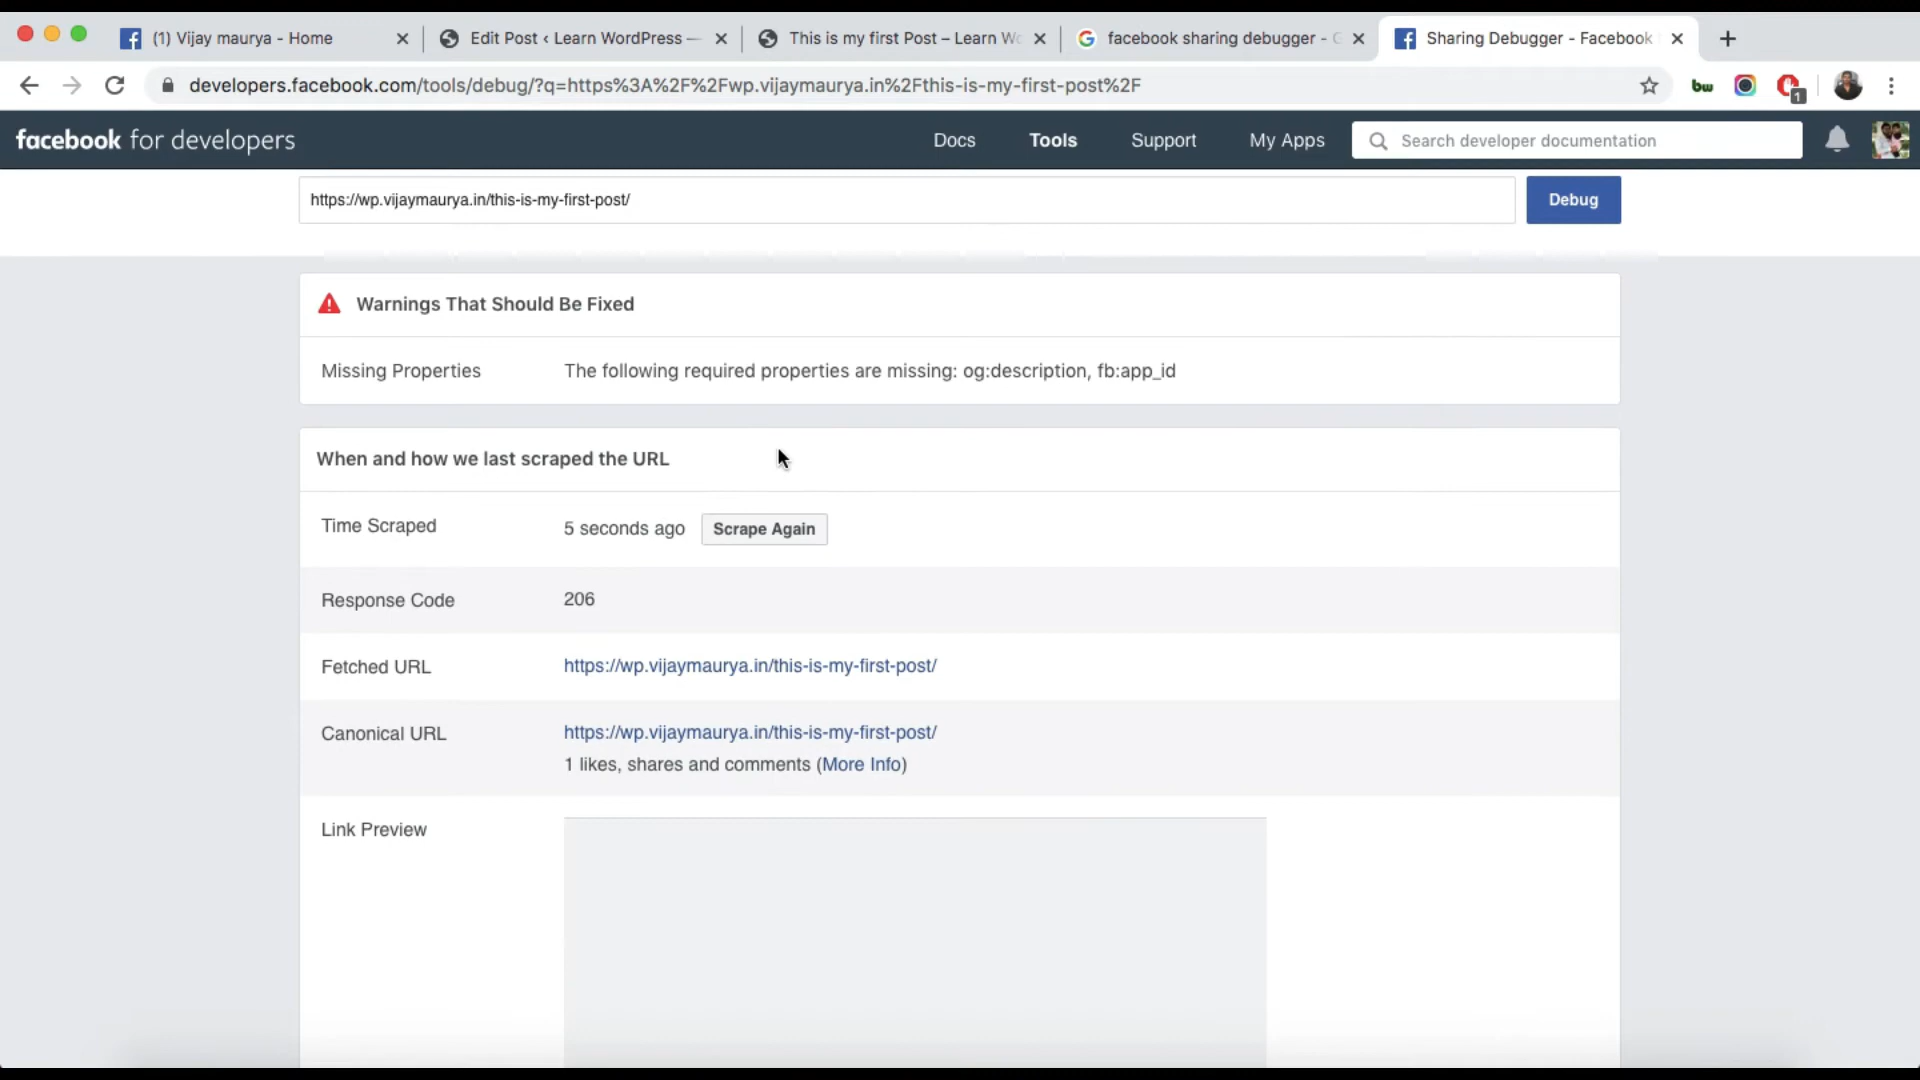 (1) Vijay maurya - Home
Edit Post ‹ Learn WordPress —
This is my first Post – Learn Wo
facebook sharing debugger - G
Sharing Debugger - Facebook
developers.facebook.com/tools/debug/?q=https%3A%2F%2Fwp.vijaymaurya.in%2Fthis-is-my-first-post%2F
bw
1
facebook for developers
Docs
Tools
Support
My Apps
Search developer documentation
https://wp.vijaymaurya.in/this-is-my-first-post/
Debug
Warnings That Should Be Fixed
Missing Properties
The following required properties are missing: og:description, fb:app_id
When and how we last scraped the URL
Time Scraped
5 seconds ago
Scrape Again
Response Code
206
Fetched URL
https://wp.vijaymaurya.in/this-is-my-first-post/
Canonical URL
https://wp.vijaymaurya.in/this-is-my-first-post/
1 likes, shares and comments (More Info)
Link Preview